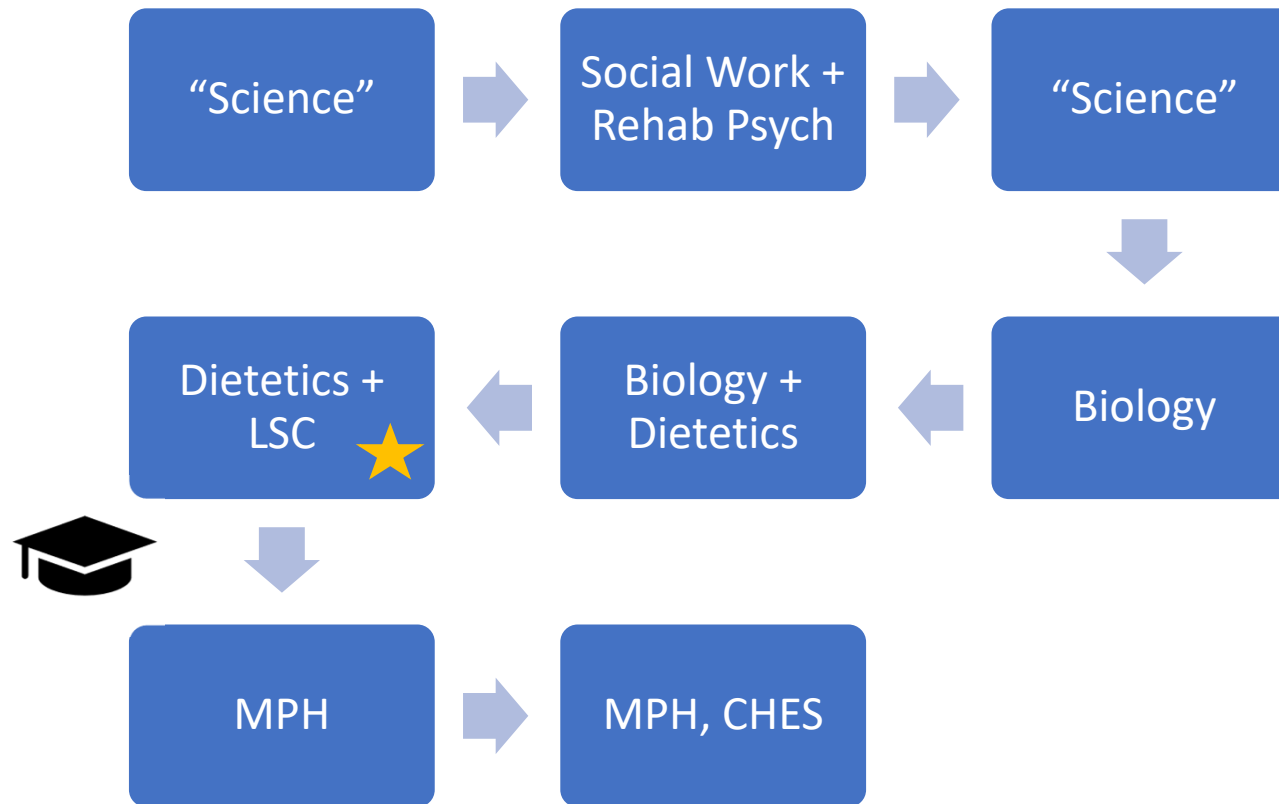 “Science”
Social Work +
Rehab Psych
“Science”
Biology
Biology +
Dietetics
Dietetics +
LSC
MPH
MPH, CHES